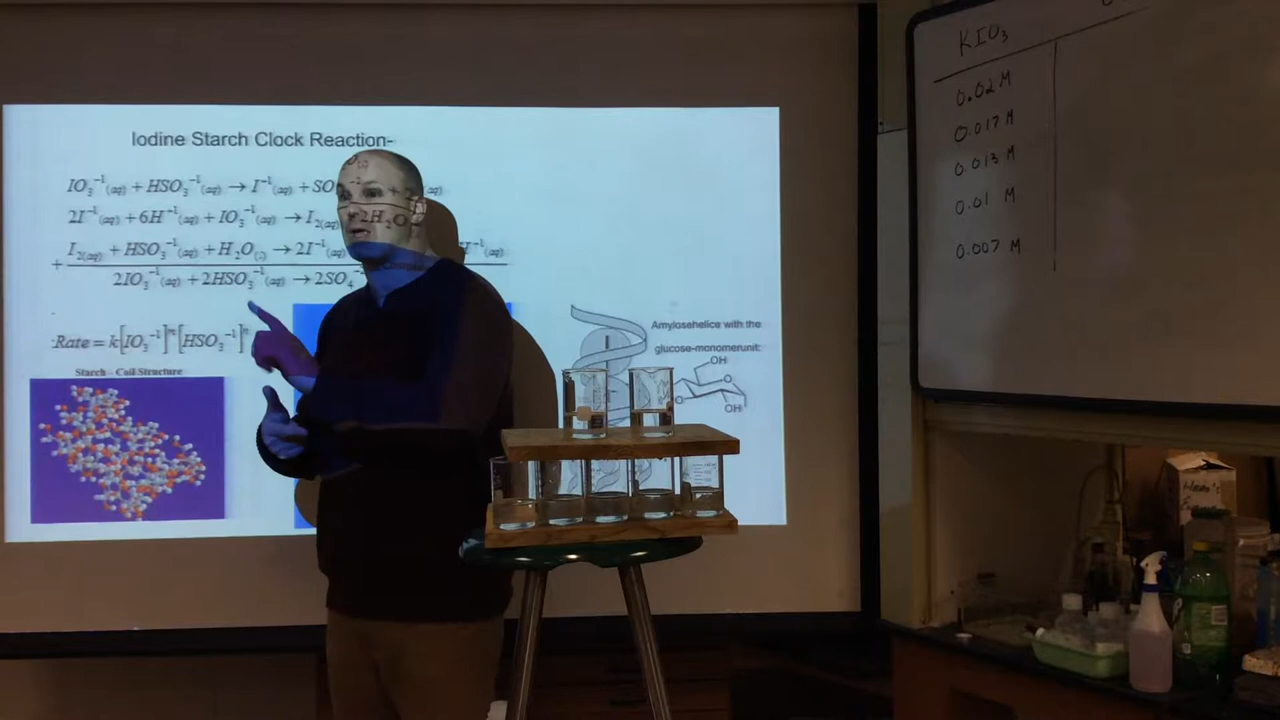 Iodine Starch Clock Reaction-
IO₃⁻¹(aq) + HSO₃⁻¹(aq) → I⁻¹(aq) + SO
2I⁻¹(aq) + 6H⁻¹(aq) + IO₃⁻¹(aq) → I₂(aq) 2H₂O
I₂(aq) + HSO₃⁻¹(aq) + H₂O(l) → 2I⁻¹(aq) H⁻¹(aq)
+
2IO₃⁻¹(aq) + 2HSO₃⁻¹(aq) → 2SO₄
:Rate = k[IO₃⁻¹]ᵐ[HSO₃⁻¹]ⁿ
Starch – Coil Structure
Amylosehelice with the
glucose-monomerunit:
OH
O
O
OH
KIO₃
0.02 M
0.017 M
0.013 M
0.01 M
0.007 M